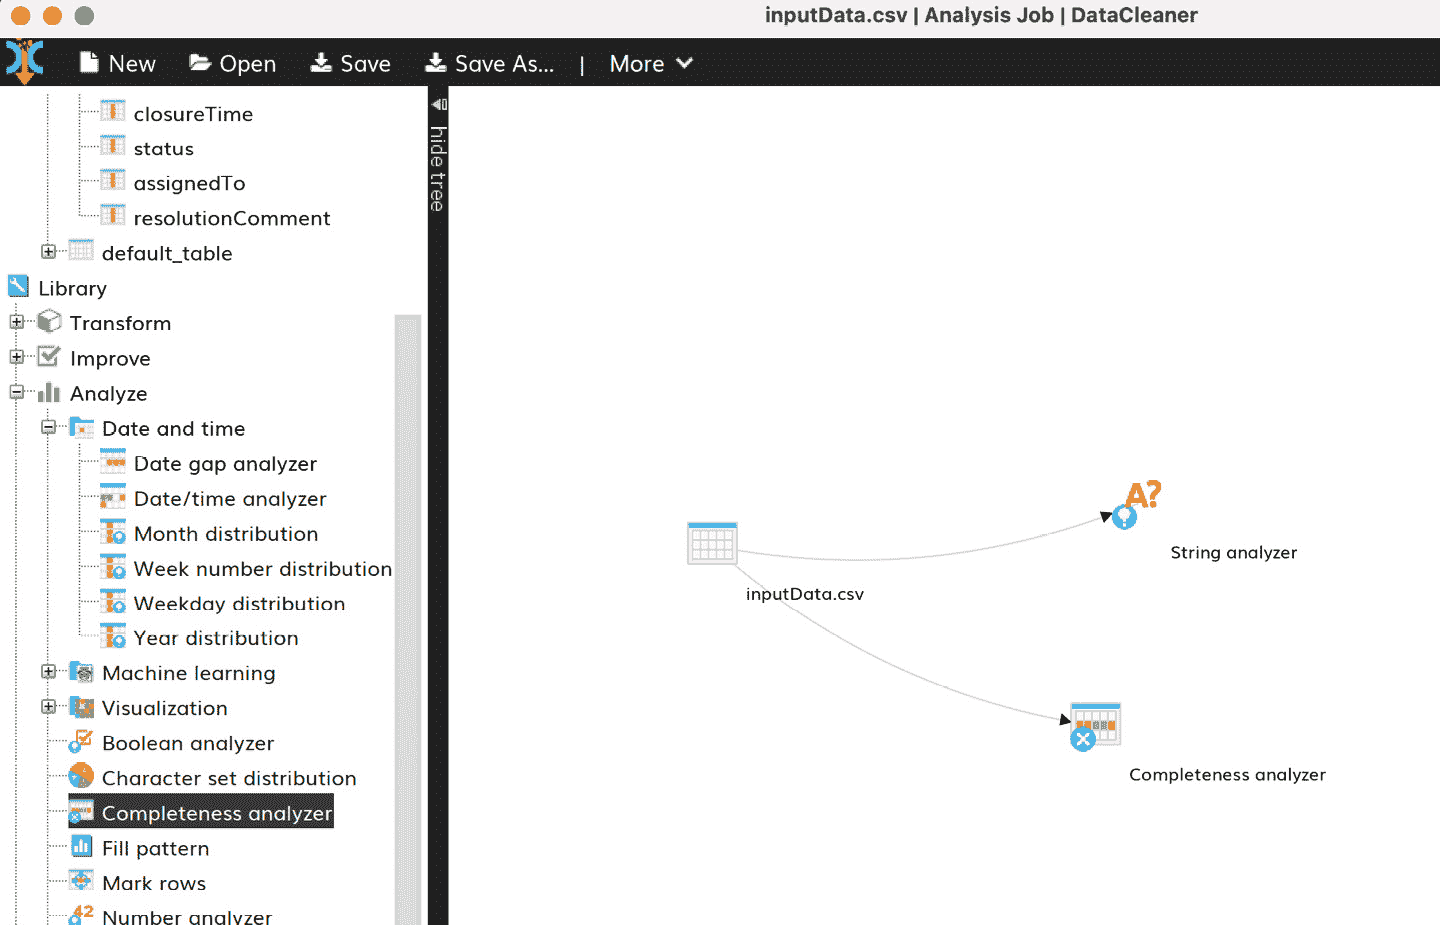 inputData.csv | Analysis Job | DataCleaner
New Open Save Save As... | More
closureTime
status
assignedTo
resolutionComment
default_table
Library
Transform
Improve
Analyze
Date and time
Date gap analyzer
Date/time analyzer
Month distribution
Week number distribution
Weekday distribution
Year distribution
Machine learning
Visualization
Boolean analyzer
Character set distribution
Completeness analyzer
Fill pattern
Mark rows
42
Number analyzer
hide tree
A?
String analyzer
inputData.csv
Completeness analyzer